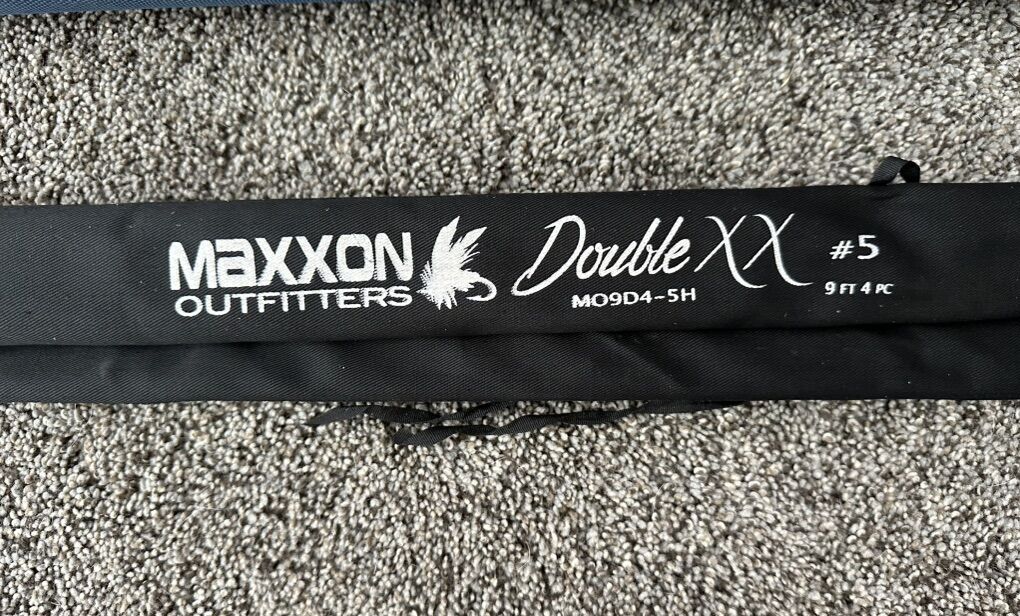 MaXXON
OUTFITTERS
Double XX
MO9D4-5H
#5
9 FT 4 PC